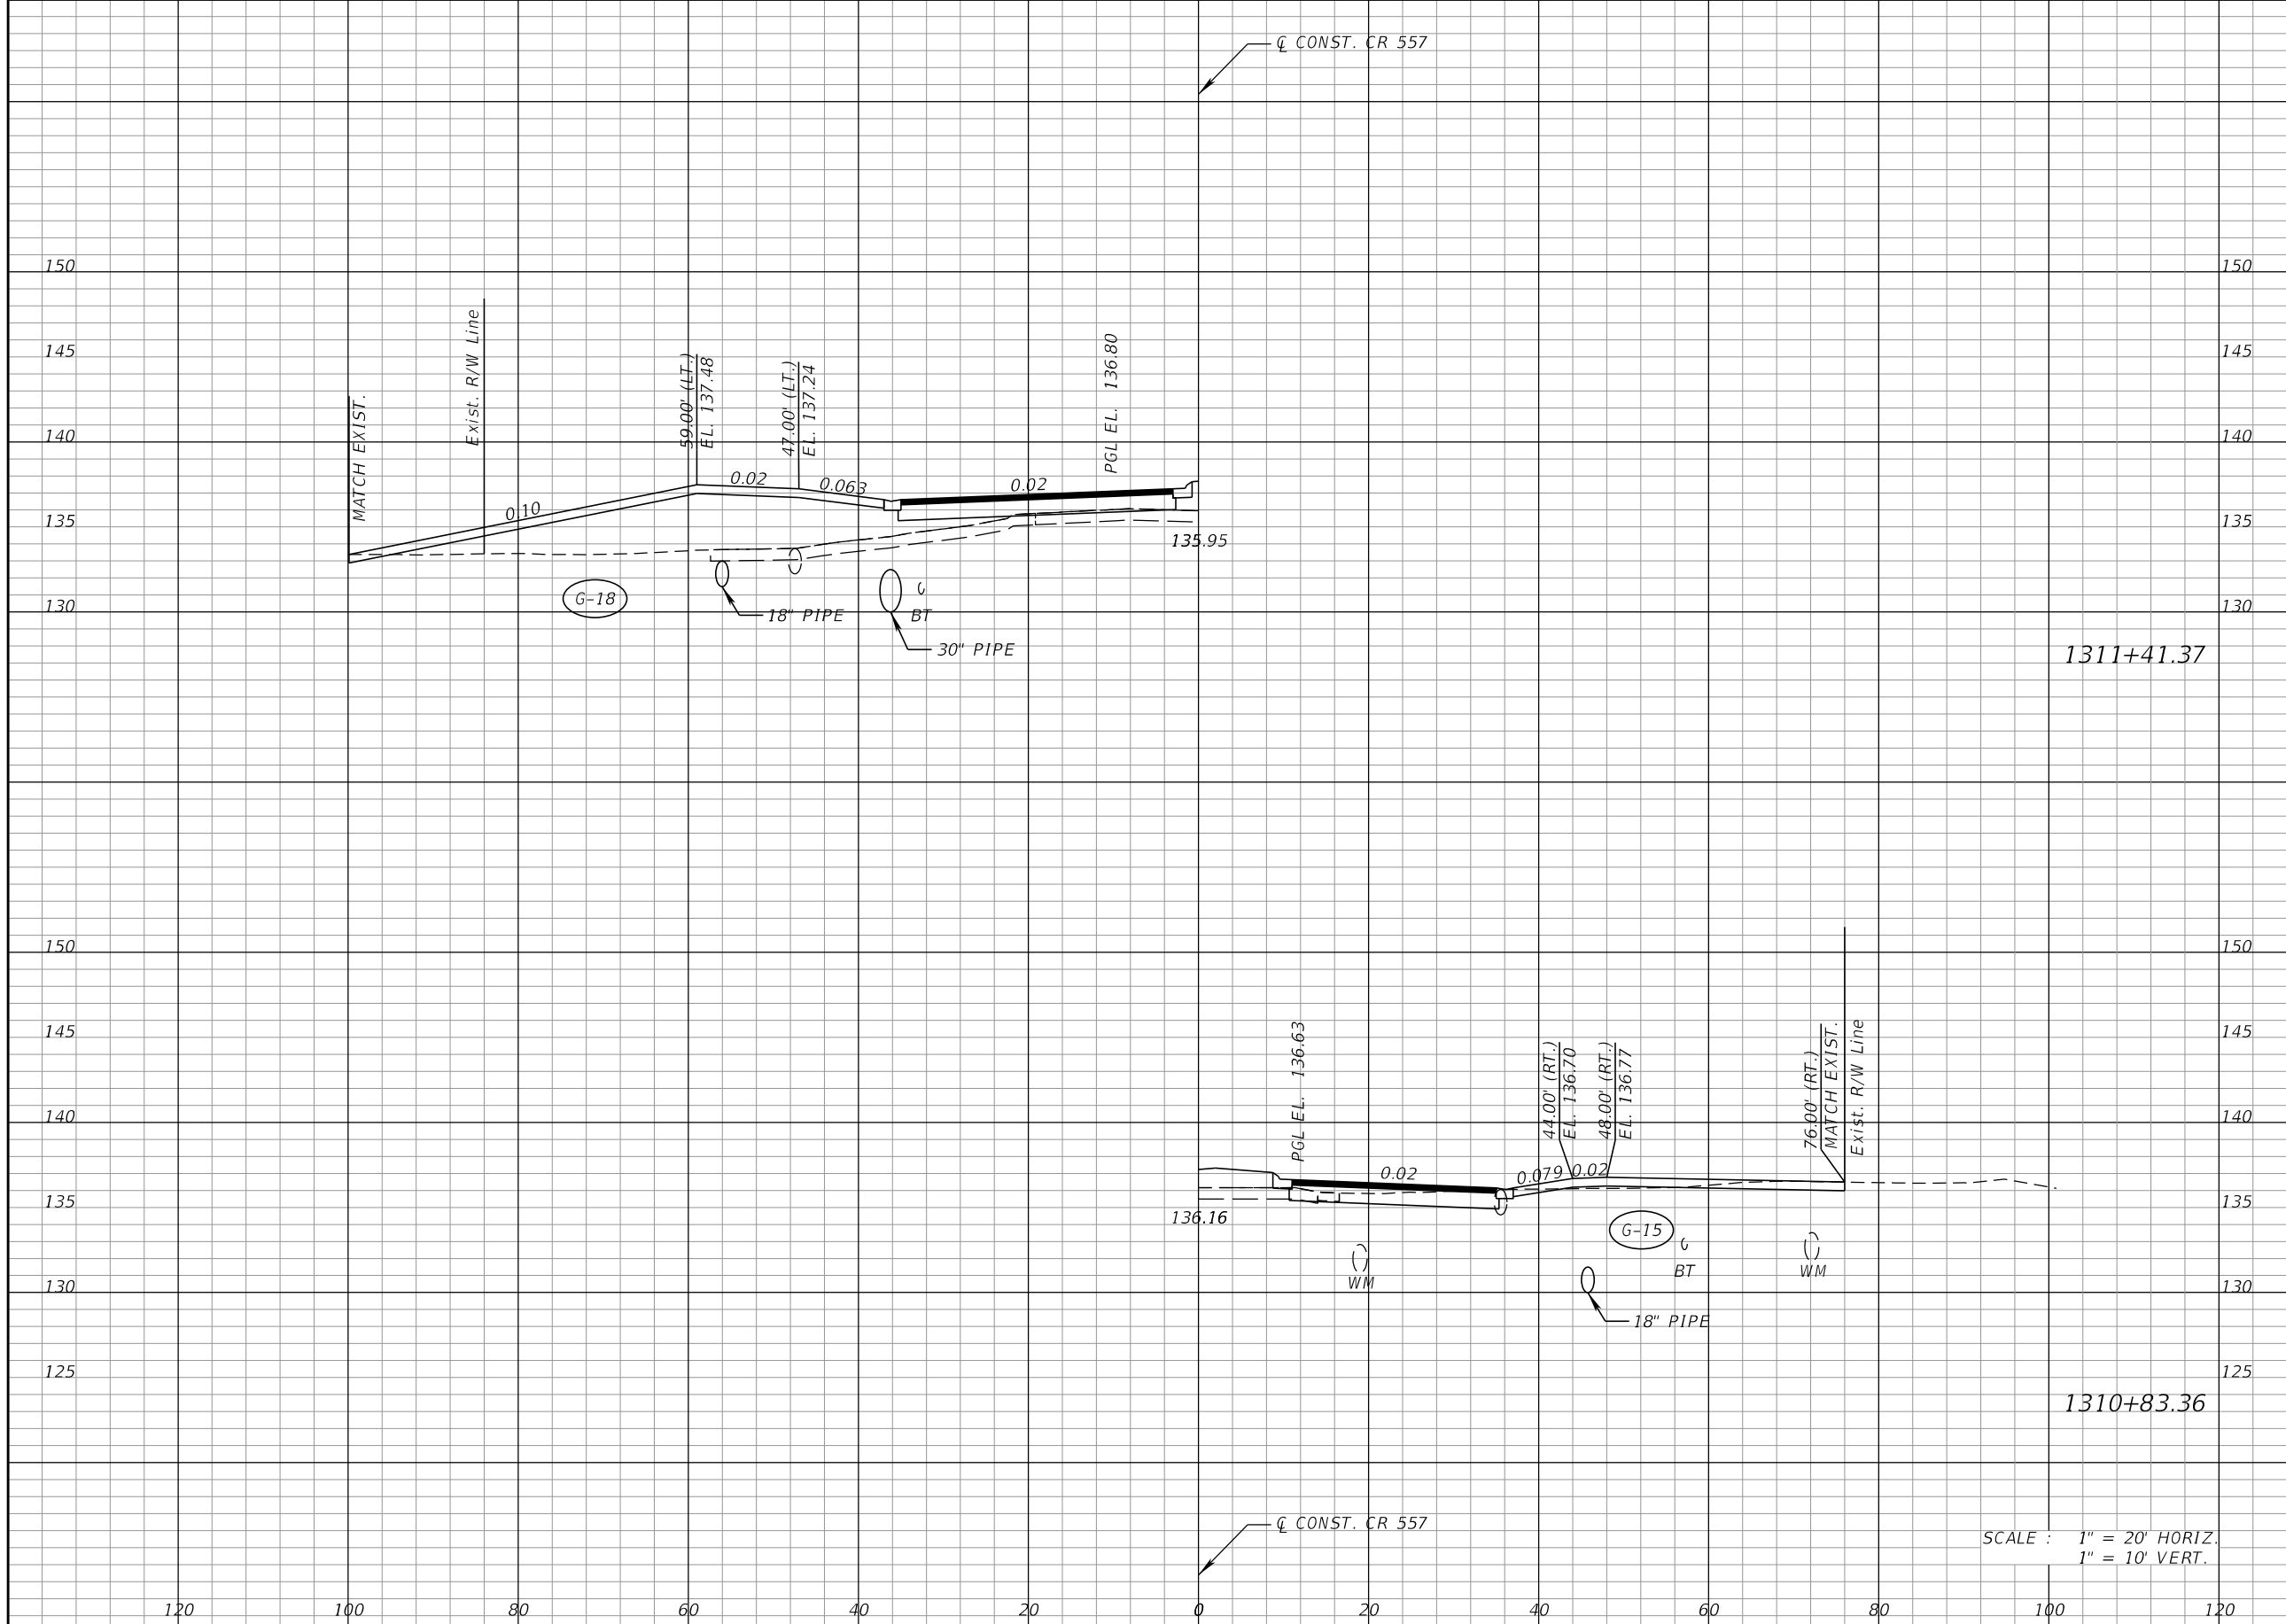 ℄ CONST. CR 557
150 150
145 145
140 140
135 135
130 130
MATCH EXIST.
Exist. R/W Line
59.00' (LT.)
EL. 137.48
47.00' (LT.)
EL. 137.24
PGL EL. 136.80
0.10
0.02
0.063
0.02
135.95
G-18
18" PIPE
BT
30" PIPE
1311+41.37
150 150
145 145
140 140
135 135
130 130
125 125
PGL EL. 136.63
44.00' (RT.)
EL. 136.70
48.00' (RT.)
EL. 136.77
76.00' (RT.)
MATCH EXIST.
Exist. R/W Line
0.02
0.079
0.02
136.16
G-15
WM
BT
WM
18" PIPE
1310+83.36
℄ CONST. CR 557
SCALE : 1" = 20' HORIZ.
1" = 10' VERT.
120 100 80 60 40 20 0 20 40 60 80 100 120